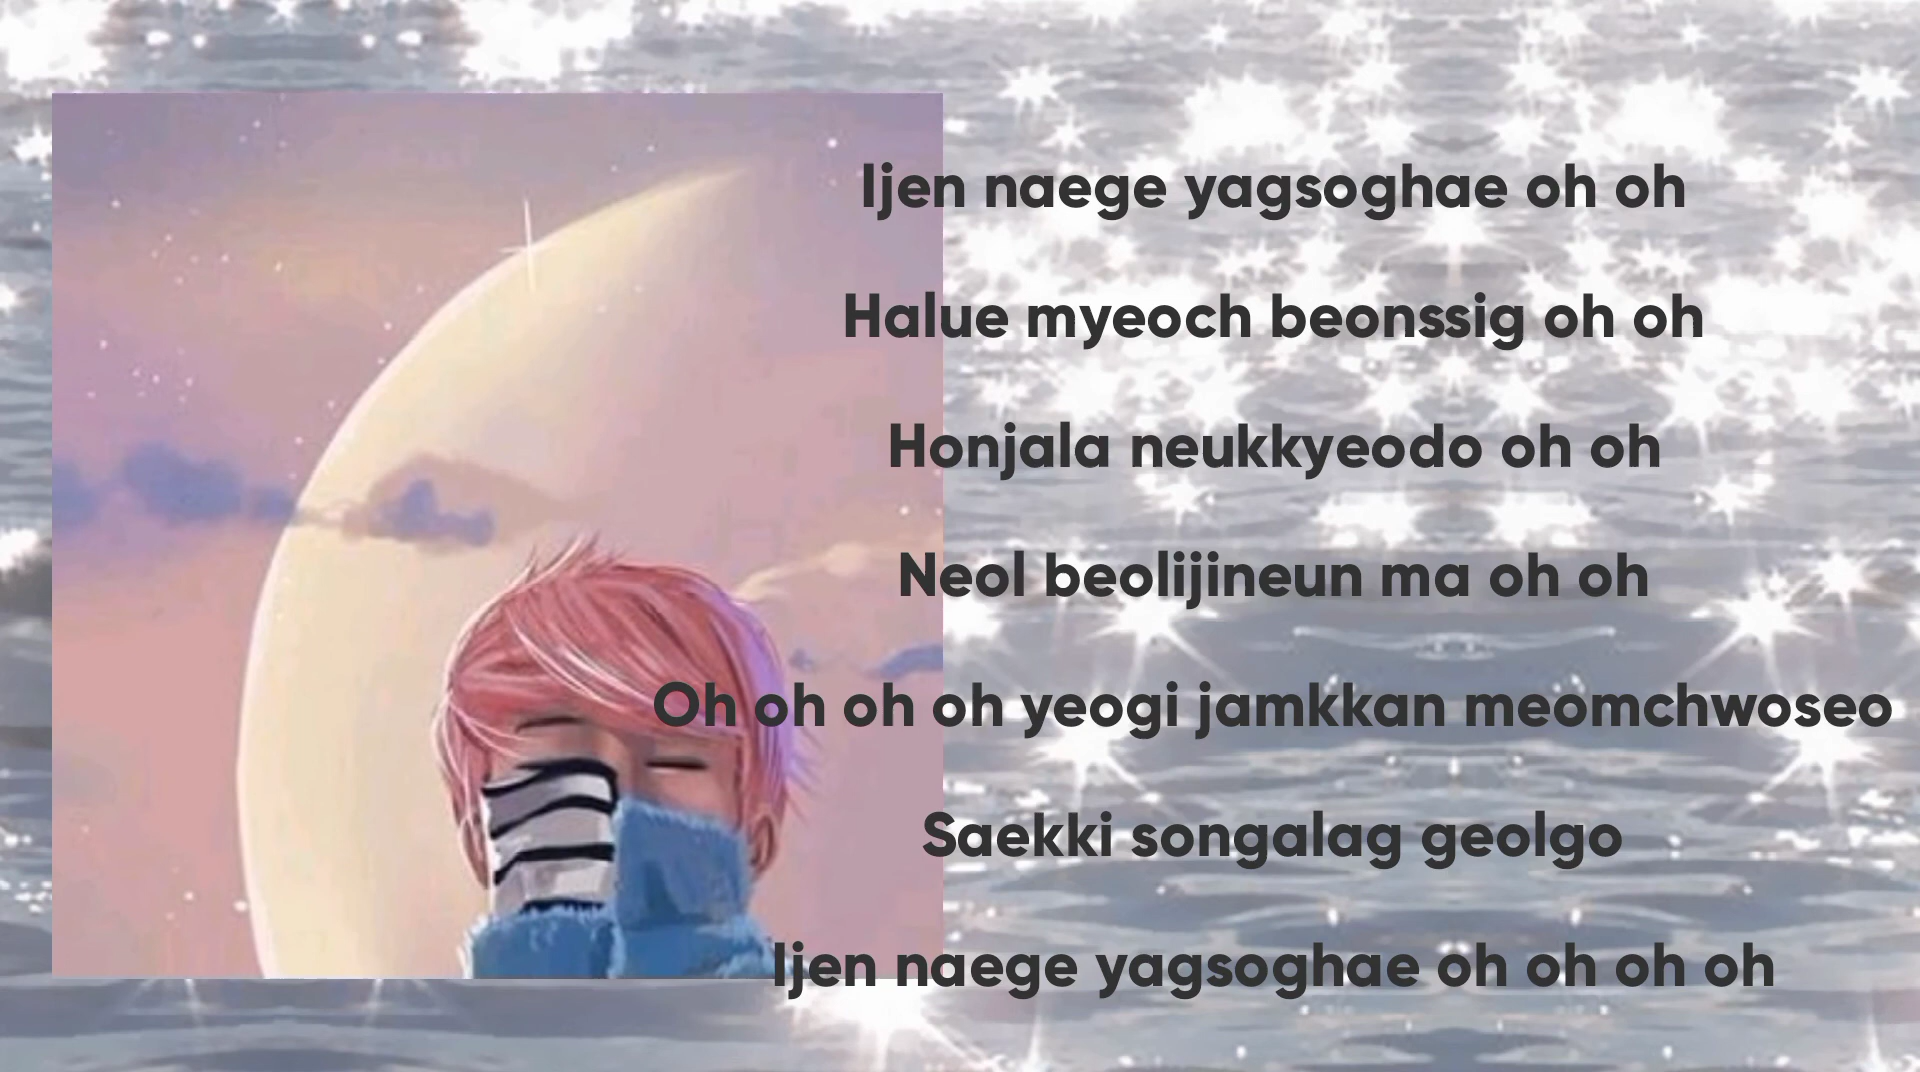 Ijen naege yagsoghae oh oh
Halue myeoch beonssig oh oh
Honjala neukkyeodo oh oh
Neol beolijineun ma oh oh
Oh oh oh oh yeogi jamkkan meomchwoseo
Saekki songalag geolgo
Ijen naege yagsoghae oh oh oh oh